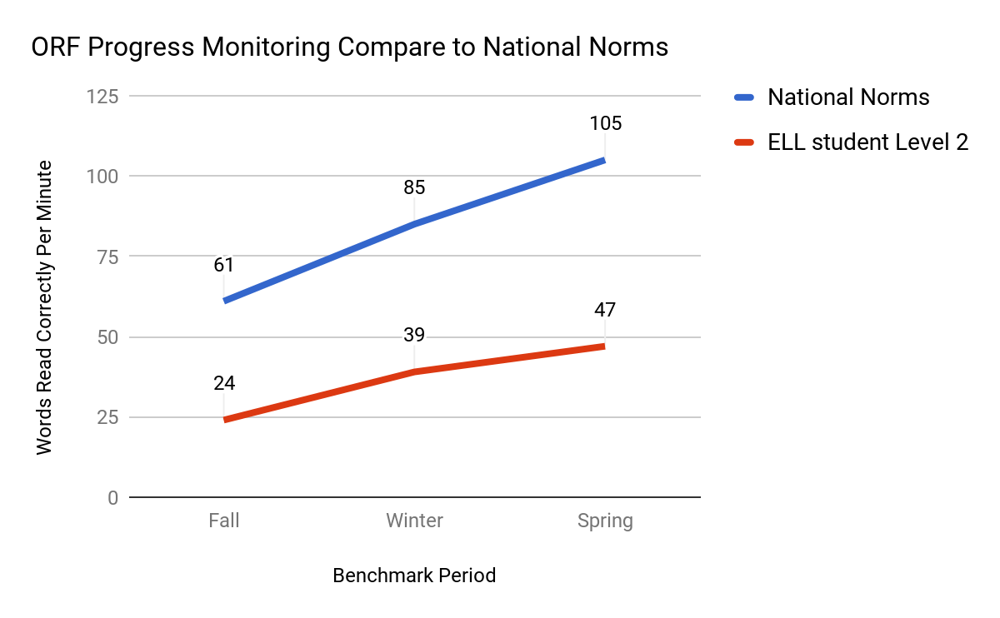 ORF Progress Monitoring Compare to National Norms
National Norms
ELL student Level 2
Words Read Correctly Per Minute
125
100
75
50
25
0
61
85
105
24
39
47
Fall
Winter
Spring
Benchmark Period